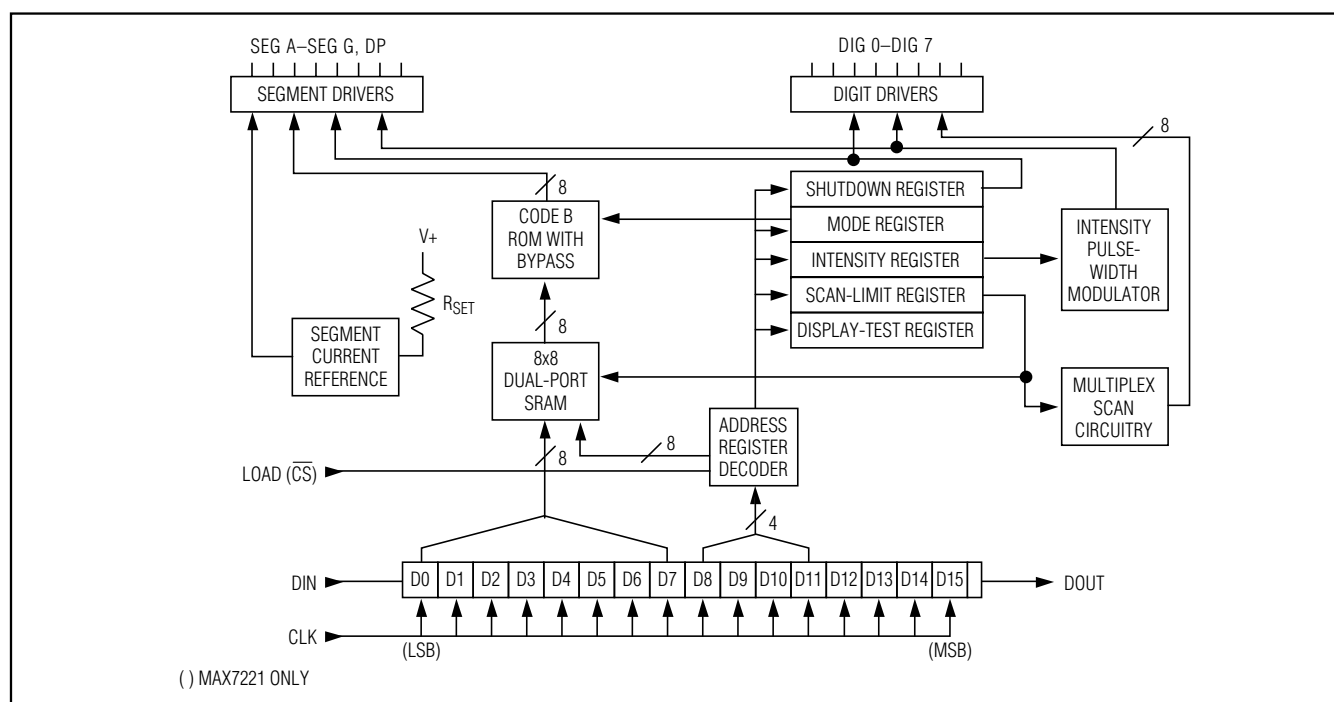 SEG A–SEG G, DP
DIG 0–DIG 7
SEGMENT DRIVERS
DIGIT DRIVERS
8
8
CODE B
ROM WITH
BYPASS
SHUTDOWN REGISTER
MODE REGISTER
INTENSITY REGISTER
SCAN-LIMIT REGISTER
DISPLAY-TEST REGISTER
INTENSITY
PULSE-
WIDTH
MODULATOR
V+
RSET
SEGMENT
CURRENT
REFERENCE
8
8x8
DUAL-PORT
SRAM
MULTIPLEX
SCAN
CIRCUITRY
ADDRESS
REGISTER
DECODER
8
8
LOAD (C̅S̅)
4
DIN
D0 D1 D2 D3 D4 D5 D6 D7 D8 D9 D10 D11 D12 D13 D14 D15
DOUT
CLK
(LSB)
(MSB)
( ) MAX7221 ONLY